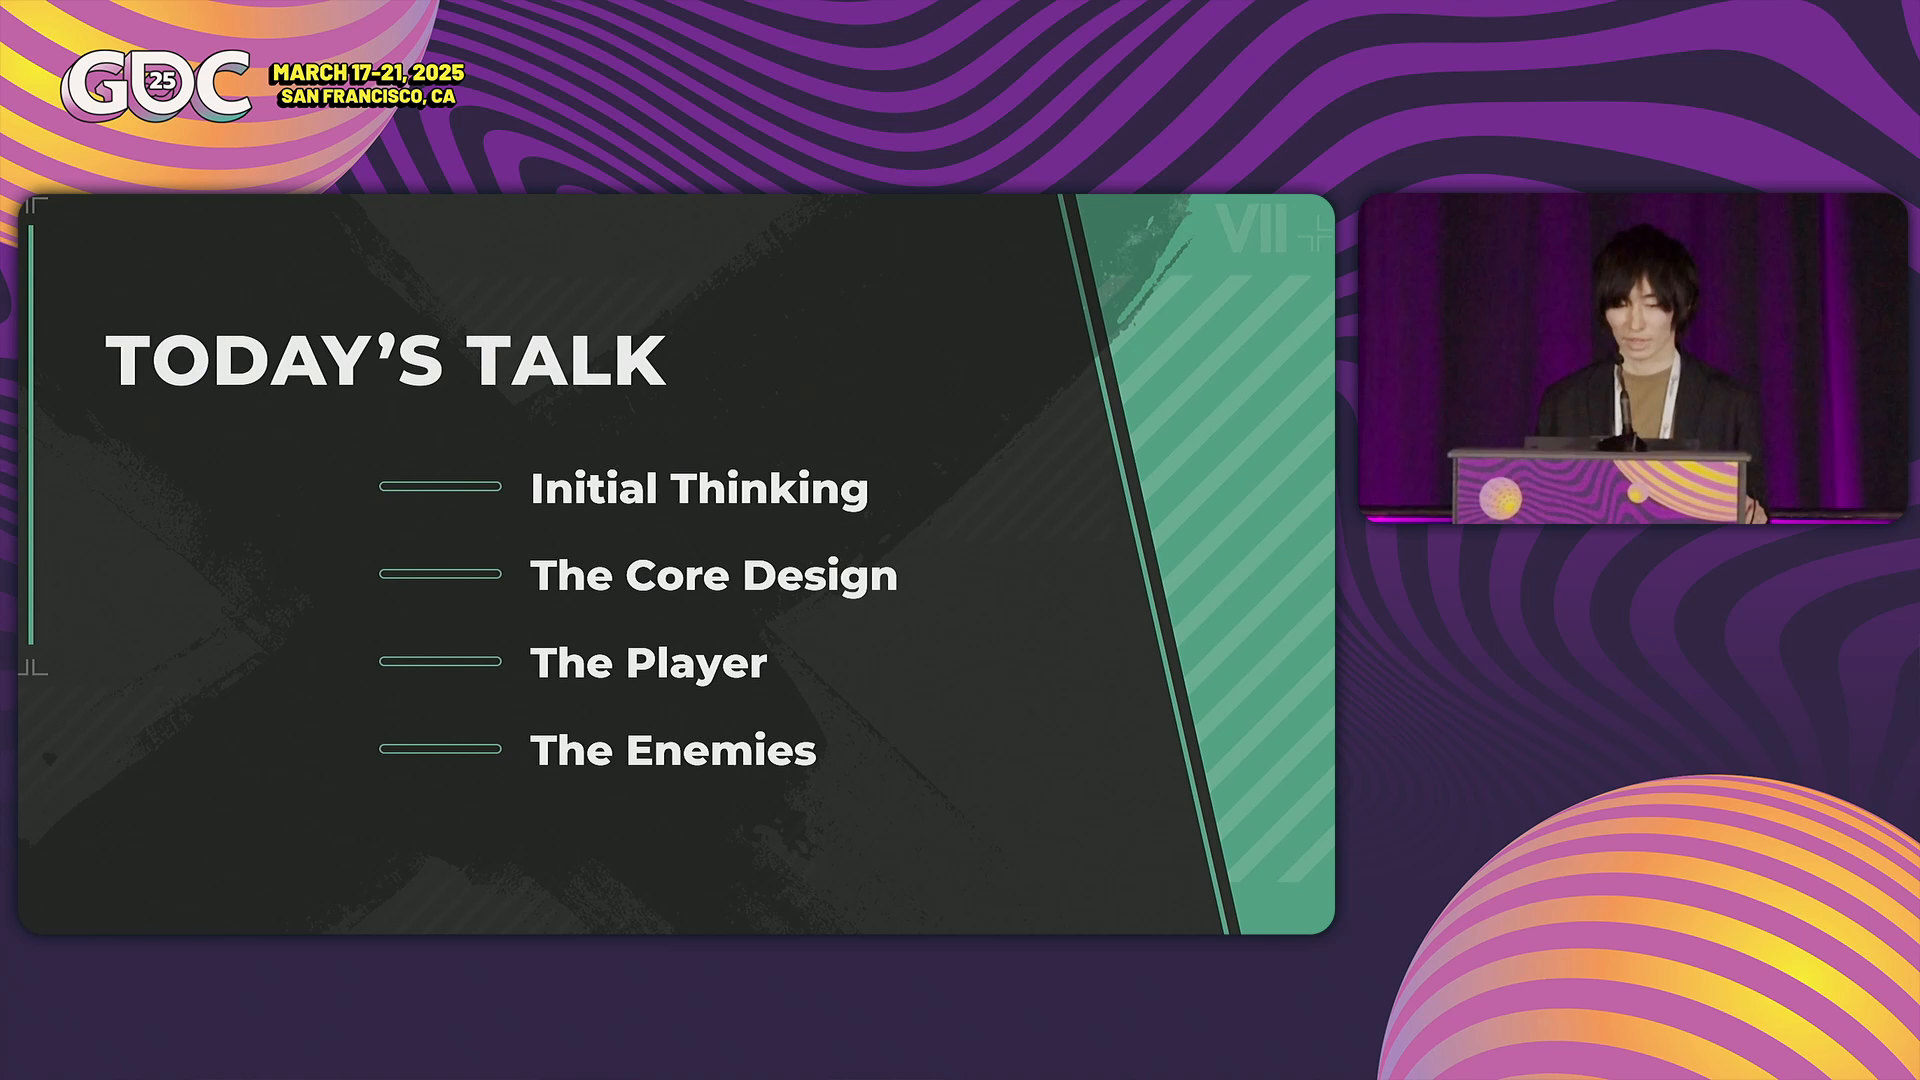 GDC
25
MARCH 17-21, 2025
SAN FRANCISCO, CA
VII
TODAY'S TALK
Initial Thinking
The Core Design
The Player
The Enemies